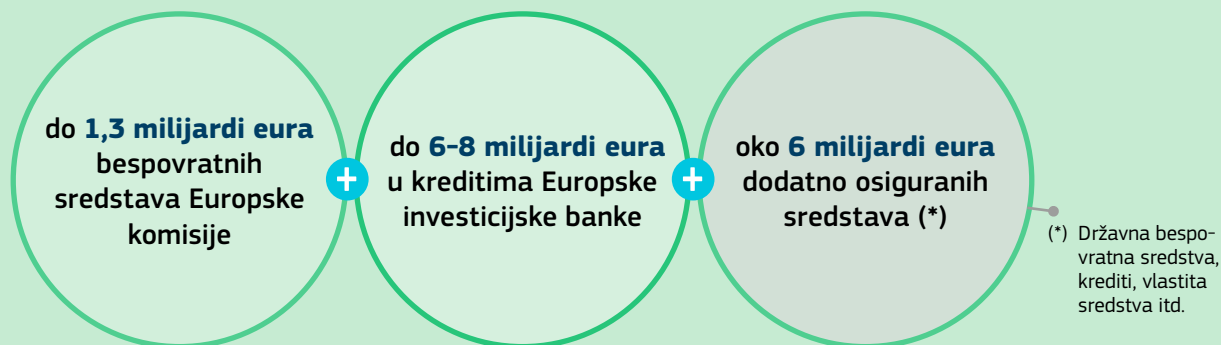 do 1,3 milijardi eura
bespovratnih
sredstava Europske
komisije
+
do 6–8 milijardi eura
u kreditima Europske
investicijske banke
+
oko 6 milijardi eura
dodatno osiguranih
sredstava (*)
(*) Državna bespo-
vratna sredstva,
krediti, vlastita
sredstva itd.